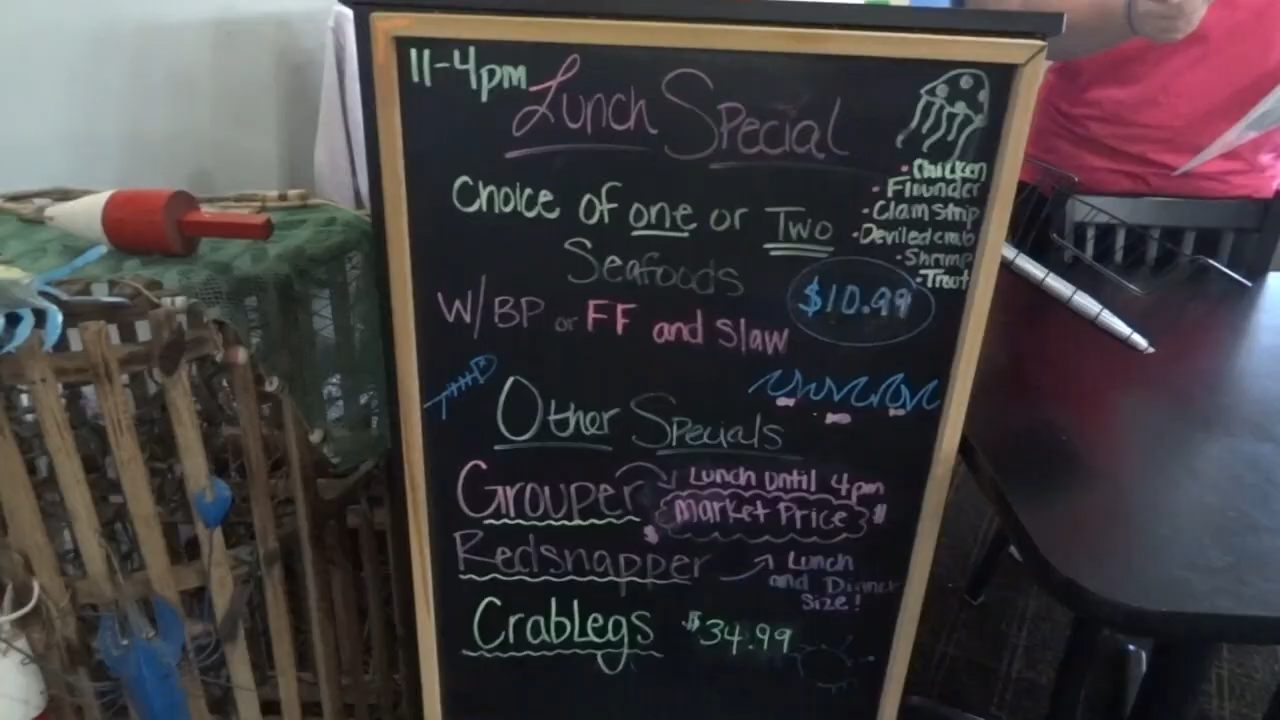 11-4pm
Lunch Special
• Chicken
• Flounder
- Clam strip
• Deviled crab
• Shrimp
• Trout
Choice of one or Two
Seafoods
$10.99
W/BP or FF and Slaw
Other Specials
Grouper
Lunch until 4pm
Market Price
Redsnapper
Lunch
and Dinner
Size!
CrabLegs $34.99